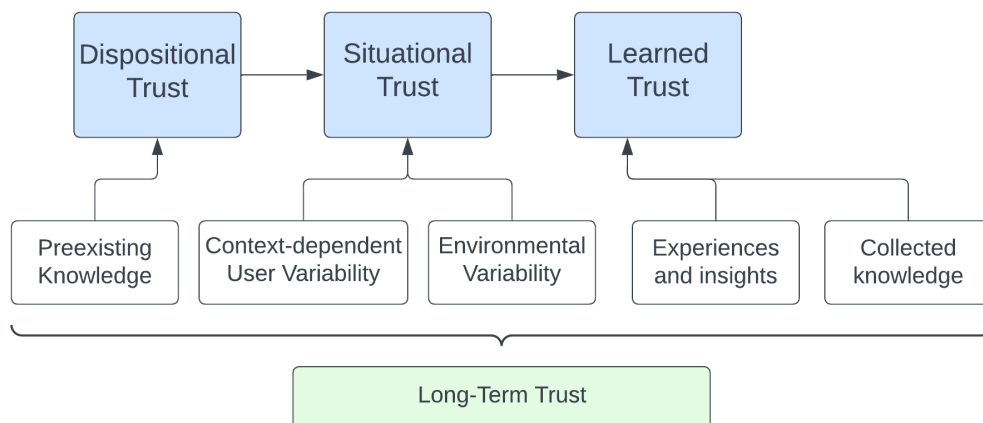 Dispositional
Trust
Situational
Trust
Learned
Trust
Preexisting
Knowledge
Context-dependent
User Variability
Environmental
Variability
Experiences
and insights
Collected
knowledge
Long-Term Trust